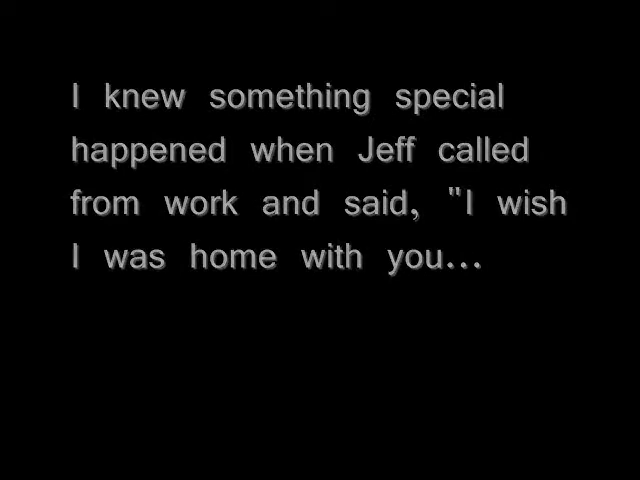 I knew something special
happened when Jeff called
from work and said, "I wish
I was home with you...